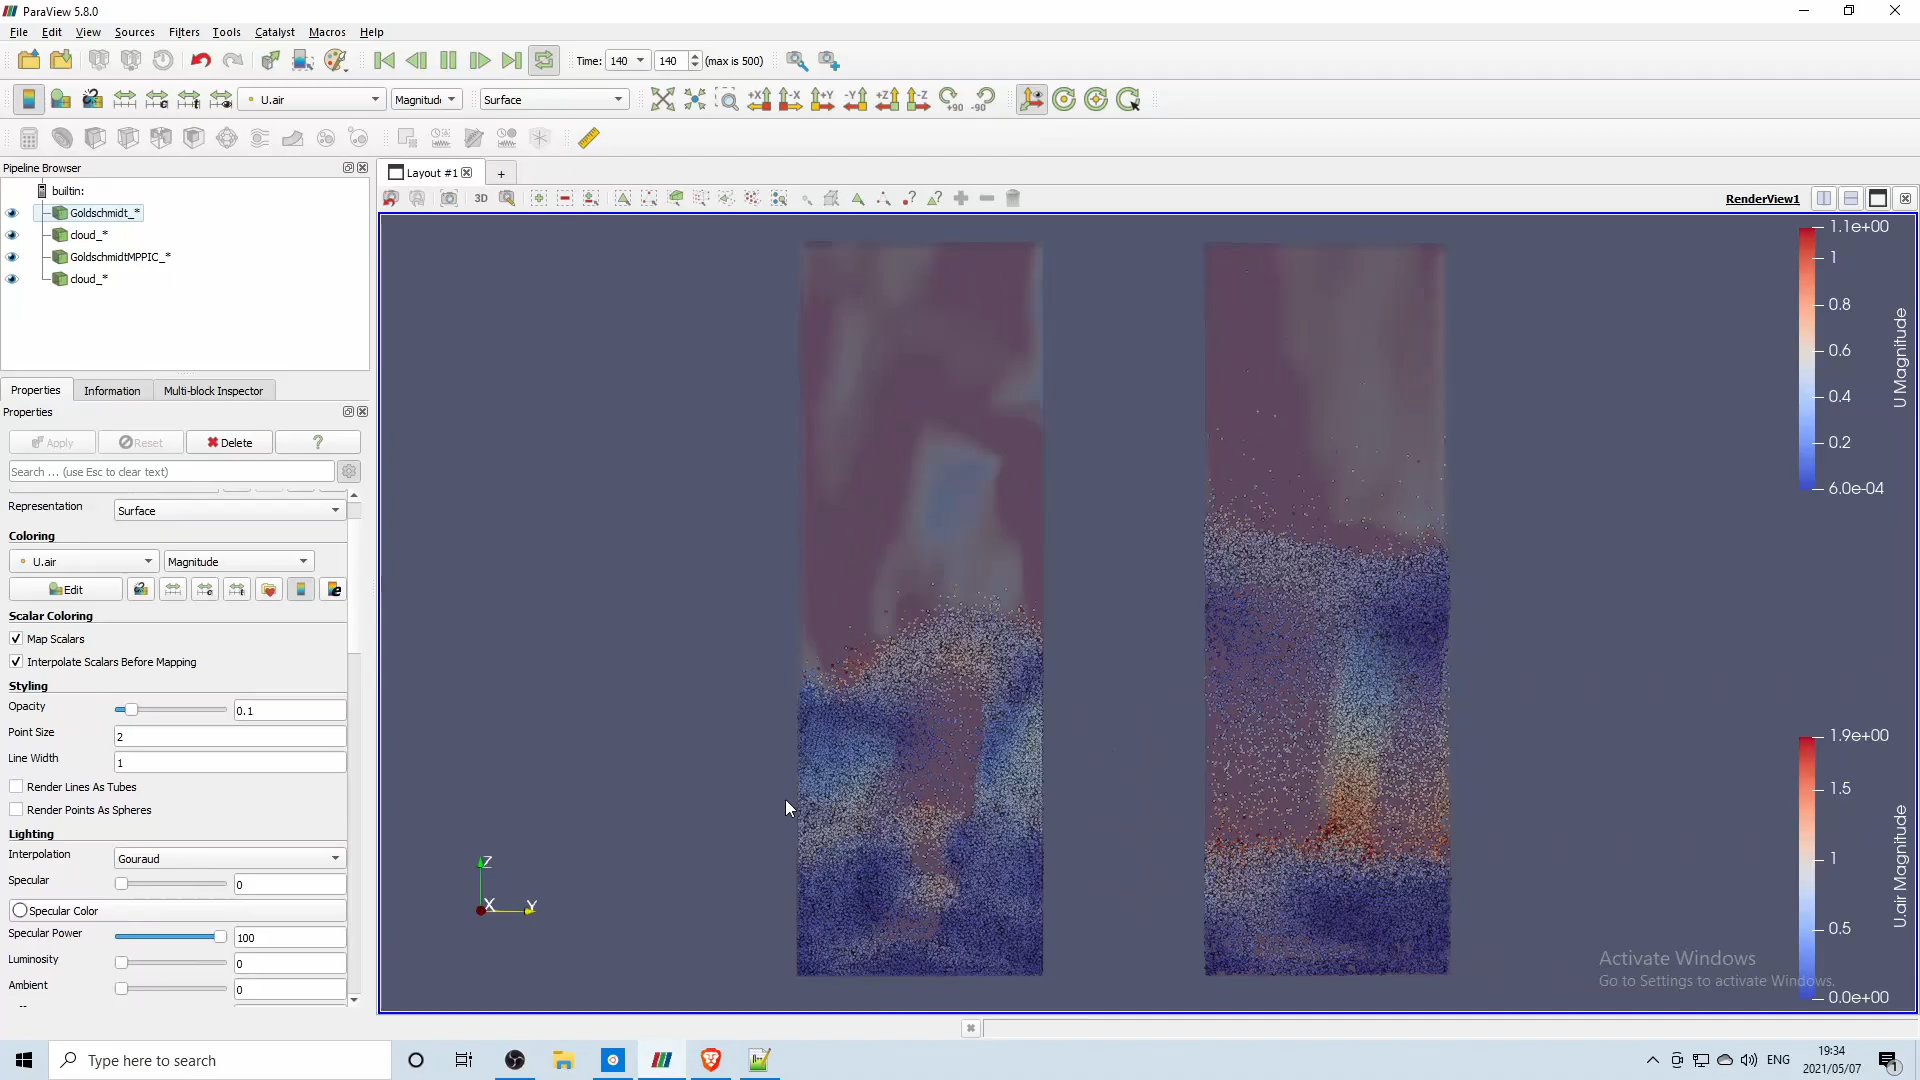 ParaView 5.8.0
File Edit View Sources Filters Tools Catalyst Macros Help
Time: 140 140 (max is 500)
U.air Magnitude Surface
+X -X +Y -Y +Z -Z +90 -90
Pipeline Browser
builtin:
Goldschmidt_*
cloud_*
GoldschmidtMPPIC_*
cloud_*
Layout #1 +
3D
RenderView1
Properties Information Multi-block Inspector
Properties
Apply Reset Delete ?
Search ... (use Esc to clear text)
Representation Surface
Coloring
U.air Magnitude
Edit
Scalar Coloring
Map Scalars
Interpolate Scalars Before Mapping
Styling
Opacity 0.1
Point Size 2
Line Width 1
Render Lines As Tubes
Render Points As Spheres
Lighting
Interpolation Gouraud
Specular 0
Specular Color
Specular Power 100
Luminosity 0
Ambient 0
Z
X Y
1.1e+00
1
0.8
0.6
0.4
0.2
6.0e-04
U Magnitude
1.9e+00
1.5
1
0.5
0.0e+00
U.air Magnitude
Activate Windows
Go to Settings to activate Windows.
Type here to search
ENG
19:34
2021/05/07
1